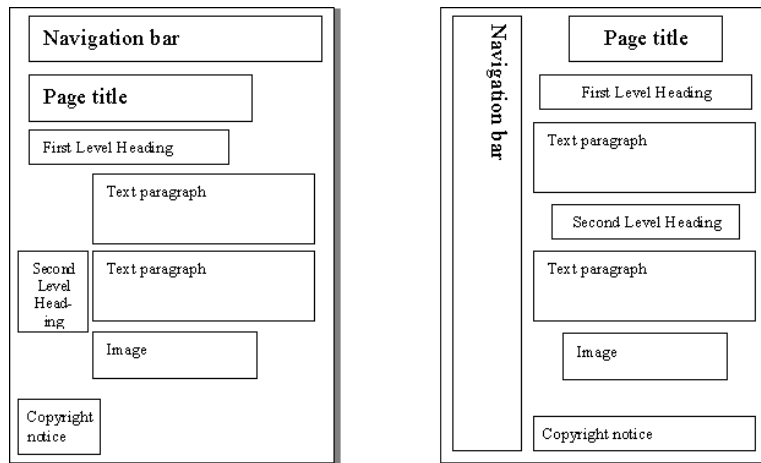 Navigation bar
Page title
First Level Heading
Text paragraph
Second
Level
Head-
ing
Text paragraph
Image
Copyright
notice
Navigation bar
Page title
First Level Heading
Text paragraph
Second Level Heading
Text paragraph
Image
Copyright notice